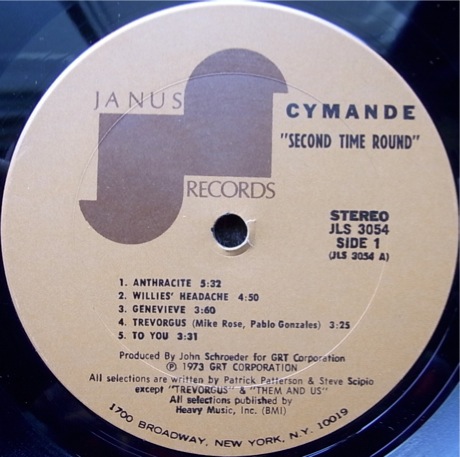 JANUS
CYMANDE
"SECOND TIME ROUND"
RECORDS
STEREO
JLS 3054
SIDE 1
(JLS 3054 A)
1. ANTHRACITE 5:32
2. WILLIES' HEADACHE 4:50
3. GENEVIEVE 3:60
4. TREVORGUS (Mike Rose, Pablo Gonzales) 3:25
5. TO YOU 3:31
Produced By John Schroeder for GRT Corporation
℗ 1973 GRT CORPORATION
All selections are written by Patrick Patterson & Steve Scipio
except "TREVORGUS" & "THEM AND US"
All selections published by
Heavy Music, Inc. (BMI)
1700 BROADWAY, NEW YORK, N.Y. 10019